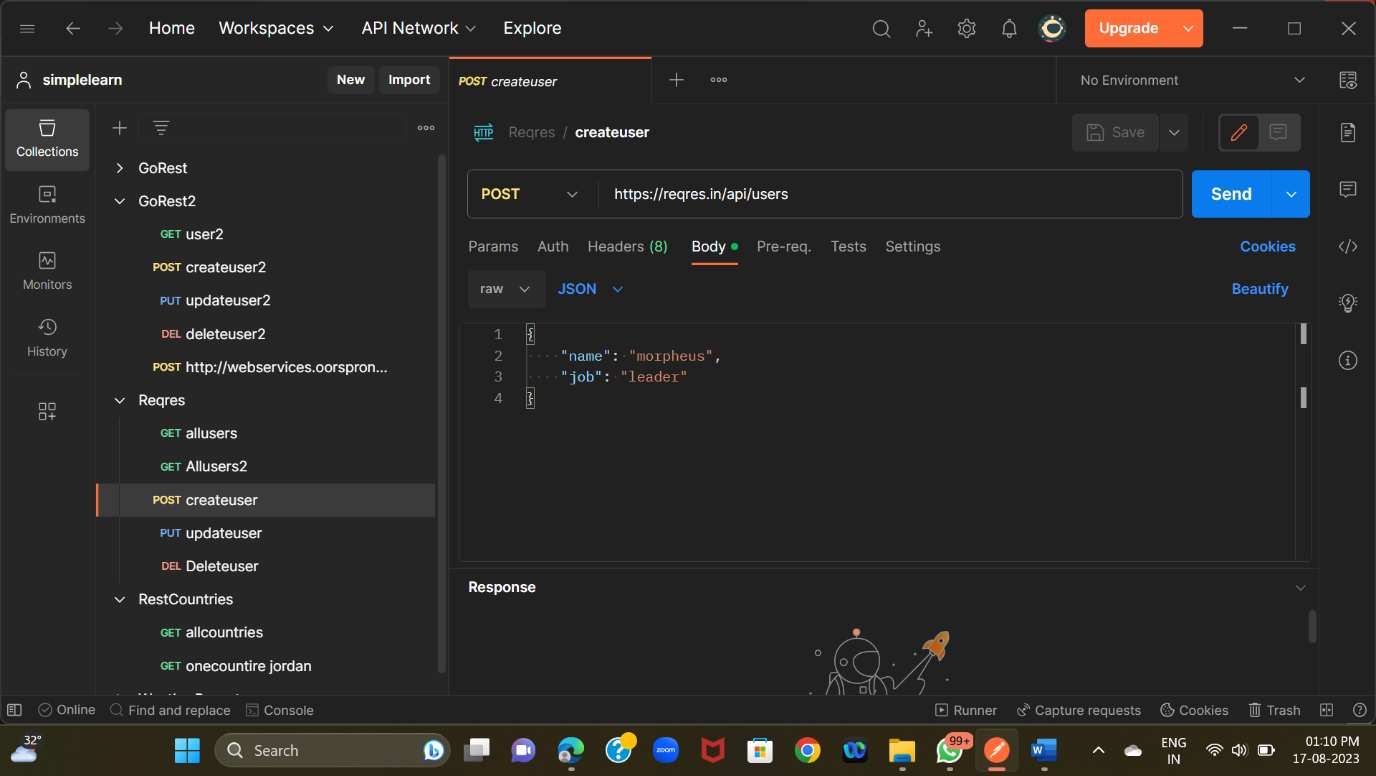 Home Workspaces API Network Explore Upgrade
simplelearn New Import POST createuser No Environment
Collections
Environments
Monitors
History
GoRest
GoRest2
GET user2
POST createuser2
PUT updateuser2
DEL deleteuser2
POST http://webservices.oorspron...
Reqres
GET allusers
GET Allusers2
POST createuser
PUT updateuser
DEL Deleteuser
RestCountries
GET allcountries
GET onecountire jordan
HTTP Reqres / createuser Save
POST https://reqres.in/api/users Send
Params Auth Headers (8) Body Pre-req. Tests Settings Cookies
raw JSON Beautify
1 {
2 "name": "morpheus",
3 "job": "leader"
4 }
Response
Online Find and replace Console Runner Capture requests Cookies Trash
32° Search zoom 99+ ENG IN 01:10 PM
17-08-2023